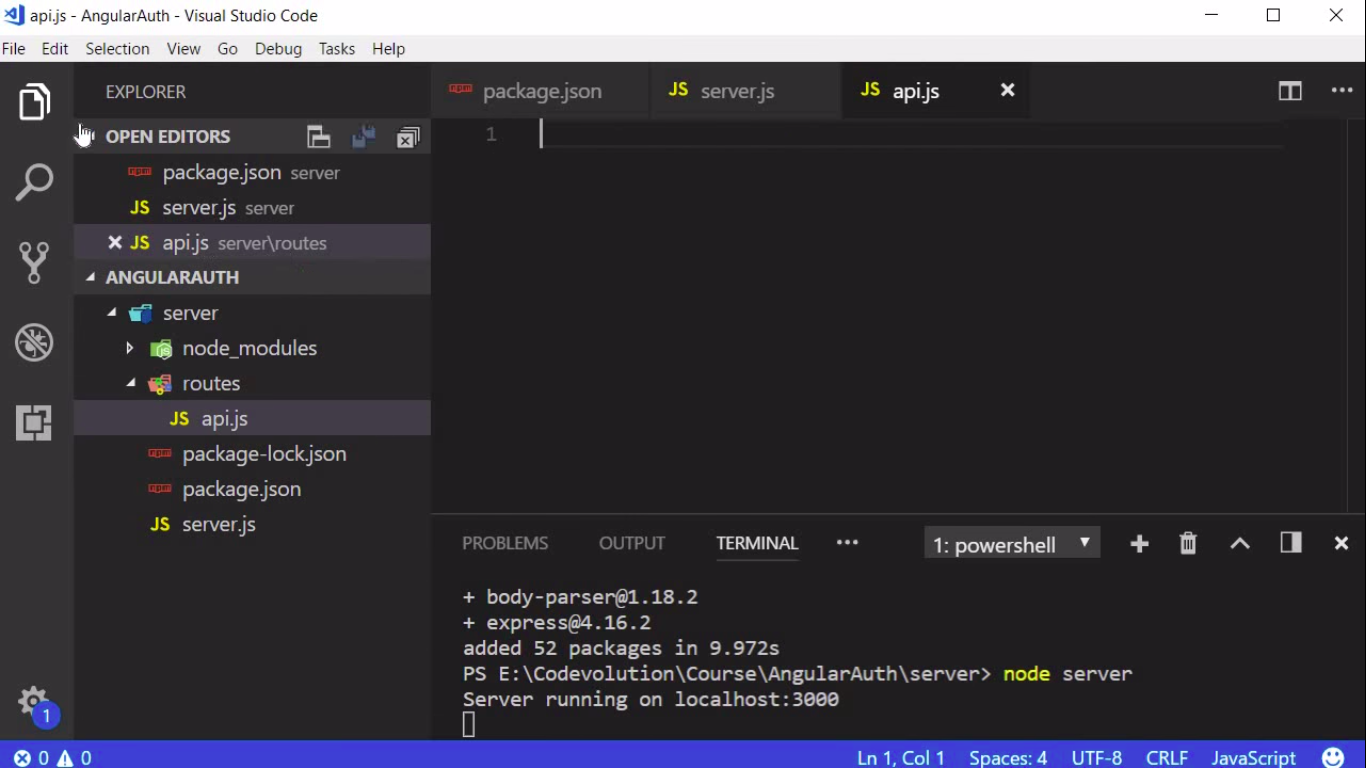 api.js - AngularAuth - Visual Studio Code
File Edit Selection View Go Debug Tasks Help
EXPLORER
OPEN EDITORS
package.json server
JS server.js server
JS api.js server\routes
ANGULARAUTH
server
node_modules
routes
JS api.js
package-lock.json
package.json
JS server.js
1
package.json JS server.js JS api.js
1
PROBLEMS OUTPUT TERMINAL 1: powershell
+ body-parser@1.18.2
+ express@4.16.2
added 52 packages in 9.972s
PS E:\Codevolution\Course\AngularAuth\server> node server
Server running on localhost:3000
0 0 Ln 1, Col 1 Spaces: 4 UTF-8 CRLF JavaScript